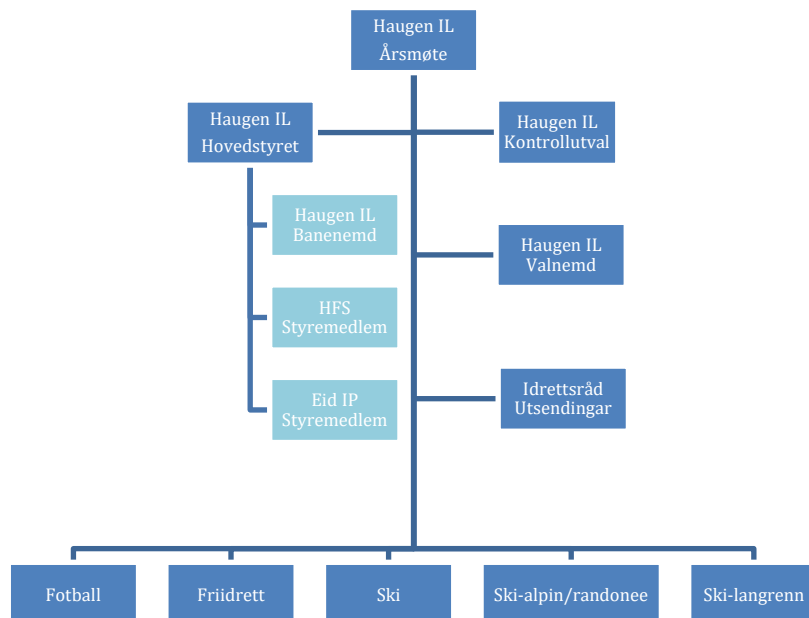 Haugen IL
Årsmøte
Haugen IL
Hovedstyret
Haugen IL
Kontrollutval
Haugen IL
Banenemd
Haugen IL
Valnemd
HFS
Styremedlem
Eid IP
Styremedlem
Idrettsråd
Utsendingar
Fotball
Friidrett
Ski
Ski-alpin/randonee
Ski-langrenn